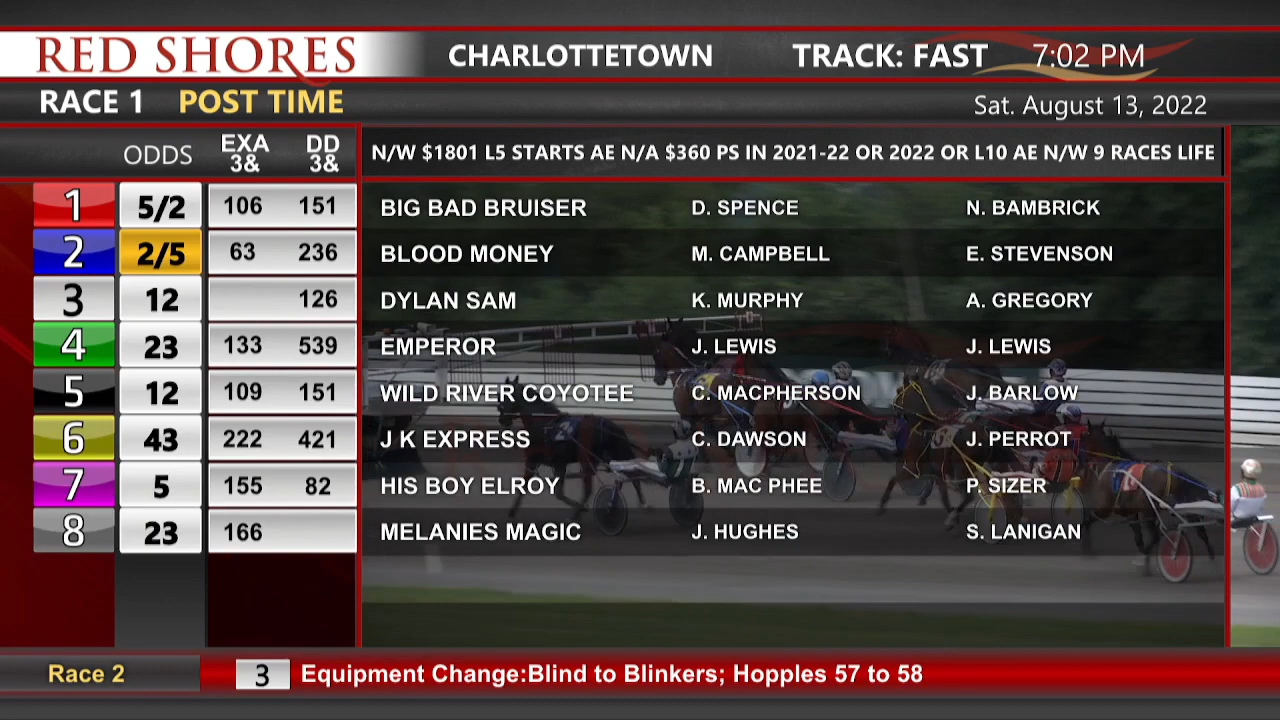 RED SHORES CHARLOTTETOWN TRACK: FAST 7:02 PM
RACE 1 POST TIME Sat. August 13, 2022
ODDS EXA 3& DD 3& N/W $1801 L5 STARTS AE N/A $360 PS IN 2021-22 OR 2022 OR L10 AE N/W 9 RACES LIFE
1 5/2 106 151 BIG BAD BRUISER D. SPENCE N. BAMBRICK
2 2/5 63 236 BLOOD MONEY M. CAMPBELL E. STEVENSON
3 12 126 DYLAN SAM K. MURPHY A. GREGORY
4 23 133 539 EMPEROR J. LEWIS J. LEWIS
5 12 109 151 WILD RIVER COYOTEE C. MACPHERSON J. BARLOW
6 43 222 421 J K EXPRESS C. DAWSON J. PERROT
7 5 155 82 HIS BOY ELROY B. MAC PHEE P. SIZER
8 23 166 MELANIES MAGIC J. HUGHES S. LANIGAN
Race 2 3 Equipment Change:Blind to Blinkers; Hopples 57 to 58